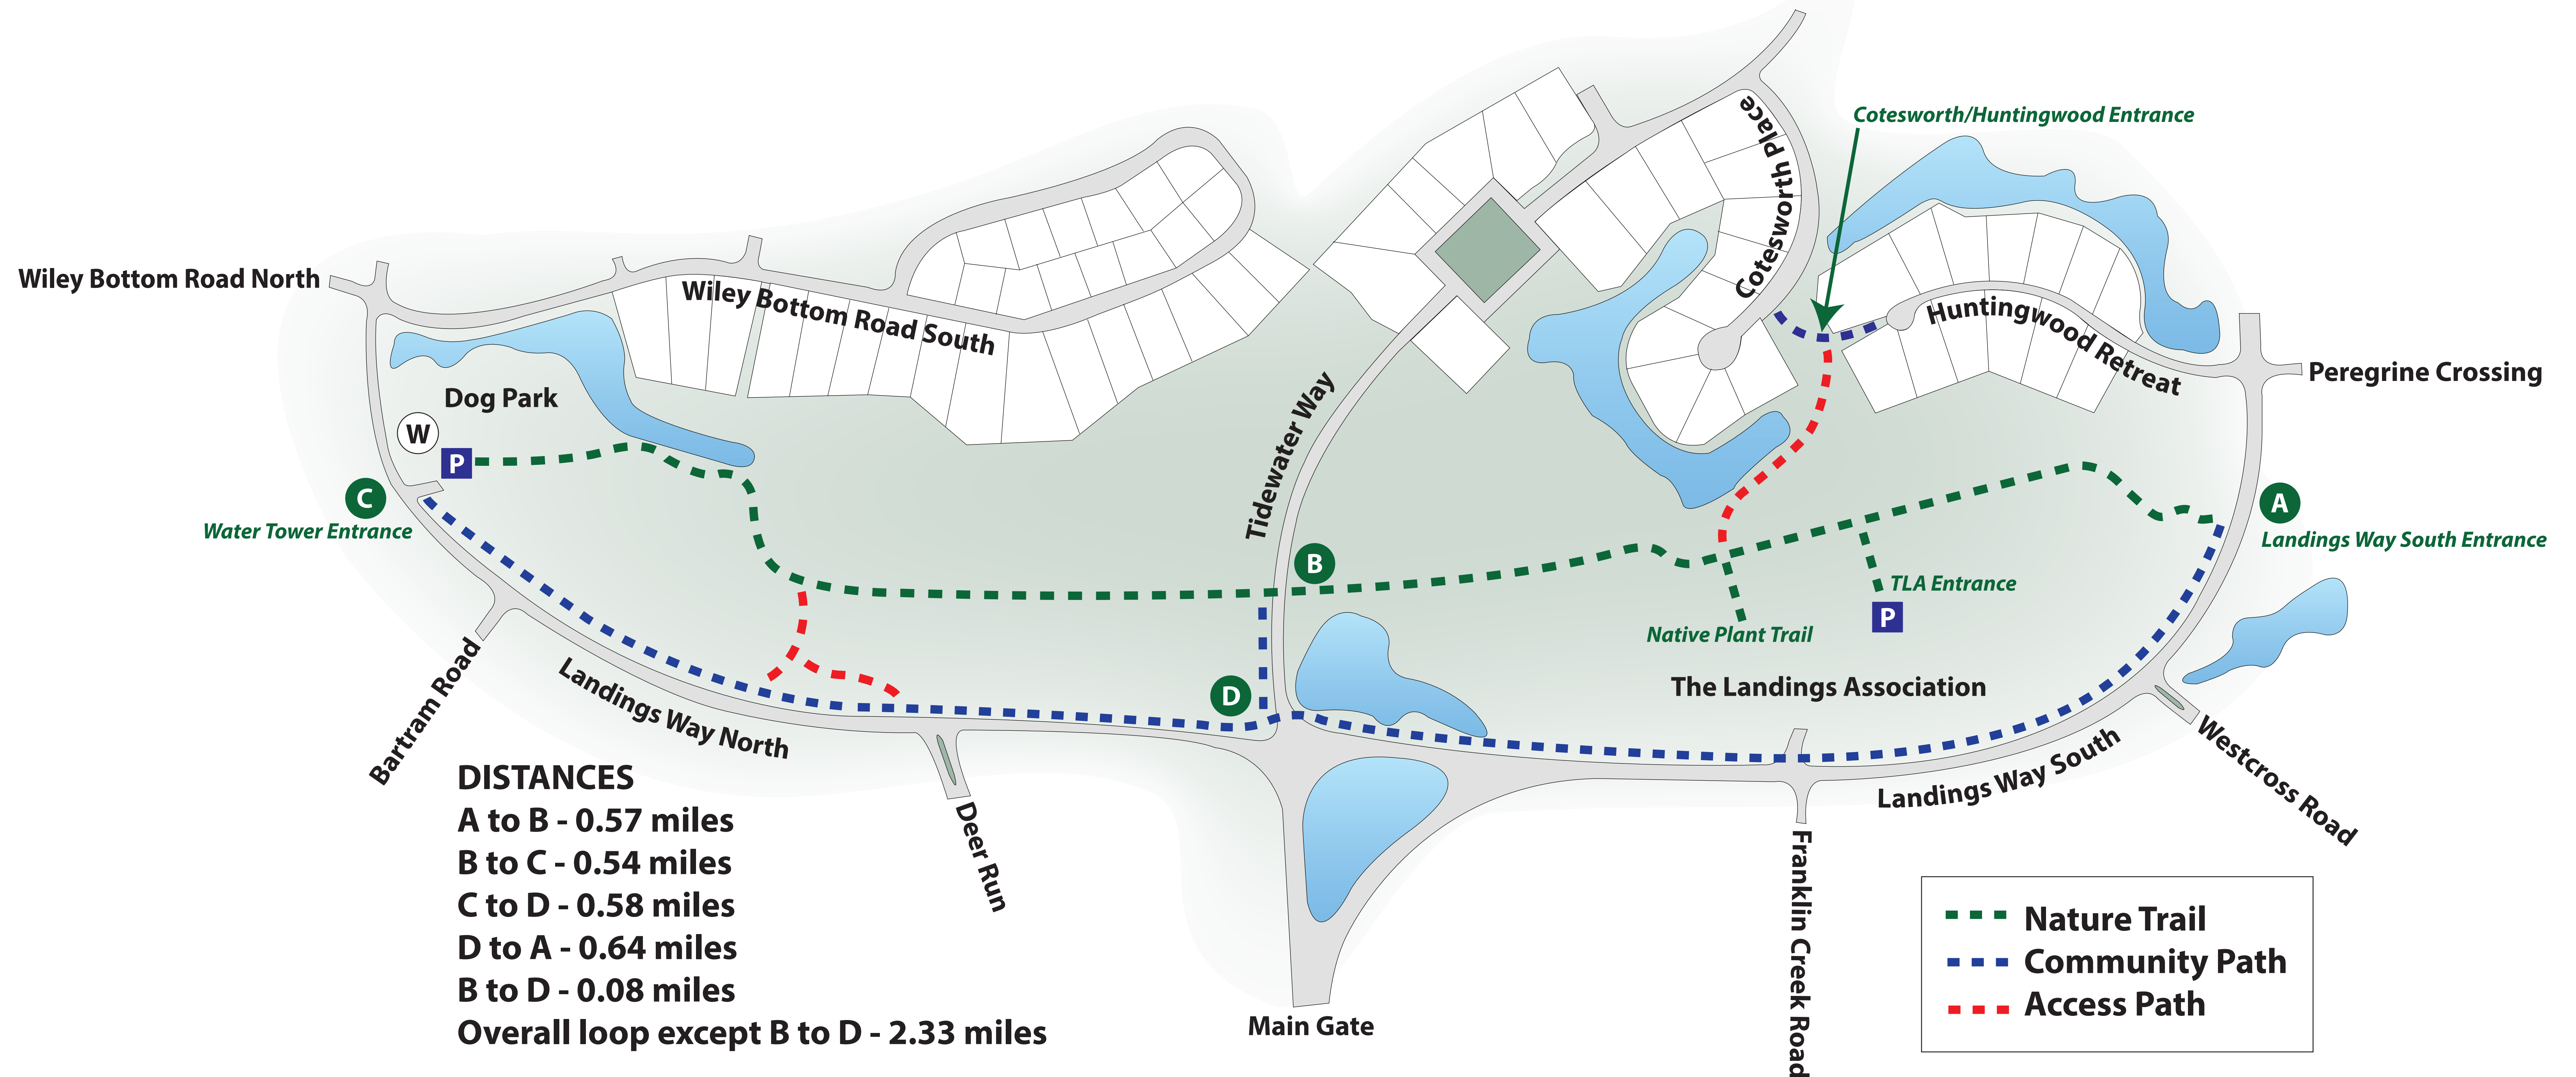 Cotesworth/Huntingwood Entrance
Cotesworth Place
Wiley Bottom Road North
Wiley Bottom Road South
Huntingwood Retreat
Peregrine Crossing
Dog Park
W
P
C
Water Tower Entrance
Tidewater Way
B
A
Landings Way South Entrance
TLA Entrance
P
Native Plant Trail
D
The Landings Association
Bartram Road
Landings Way North
Landings Way South
Westcross Road
Deer Run
Franklin Creek Road
Main Gate
DISTANCES
A to B - 0.57 miles
B to C - 0.54 miles
C to D - 0.58 miles
D to A - 0.64 miles
B to D - 0.08 miles
Overall loop except B to D - 2.33 miles
Nature Trail
Community Path
Access Path